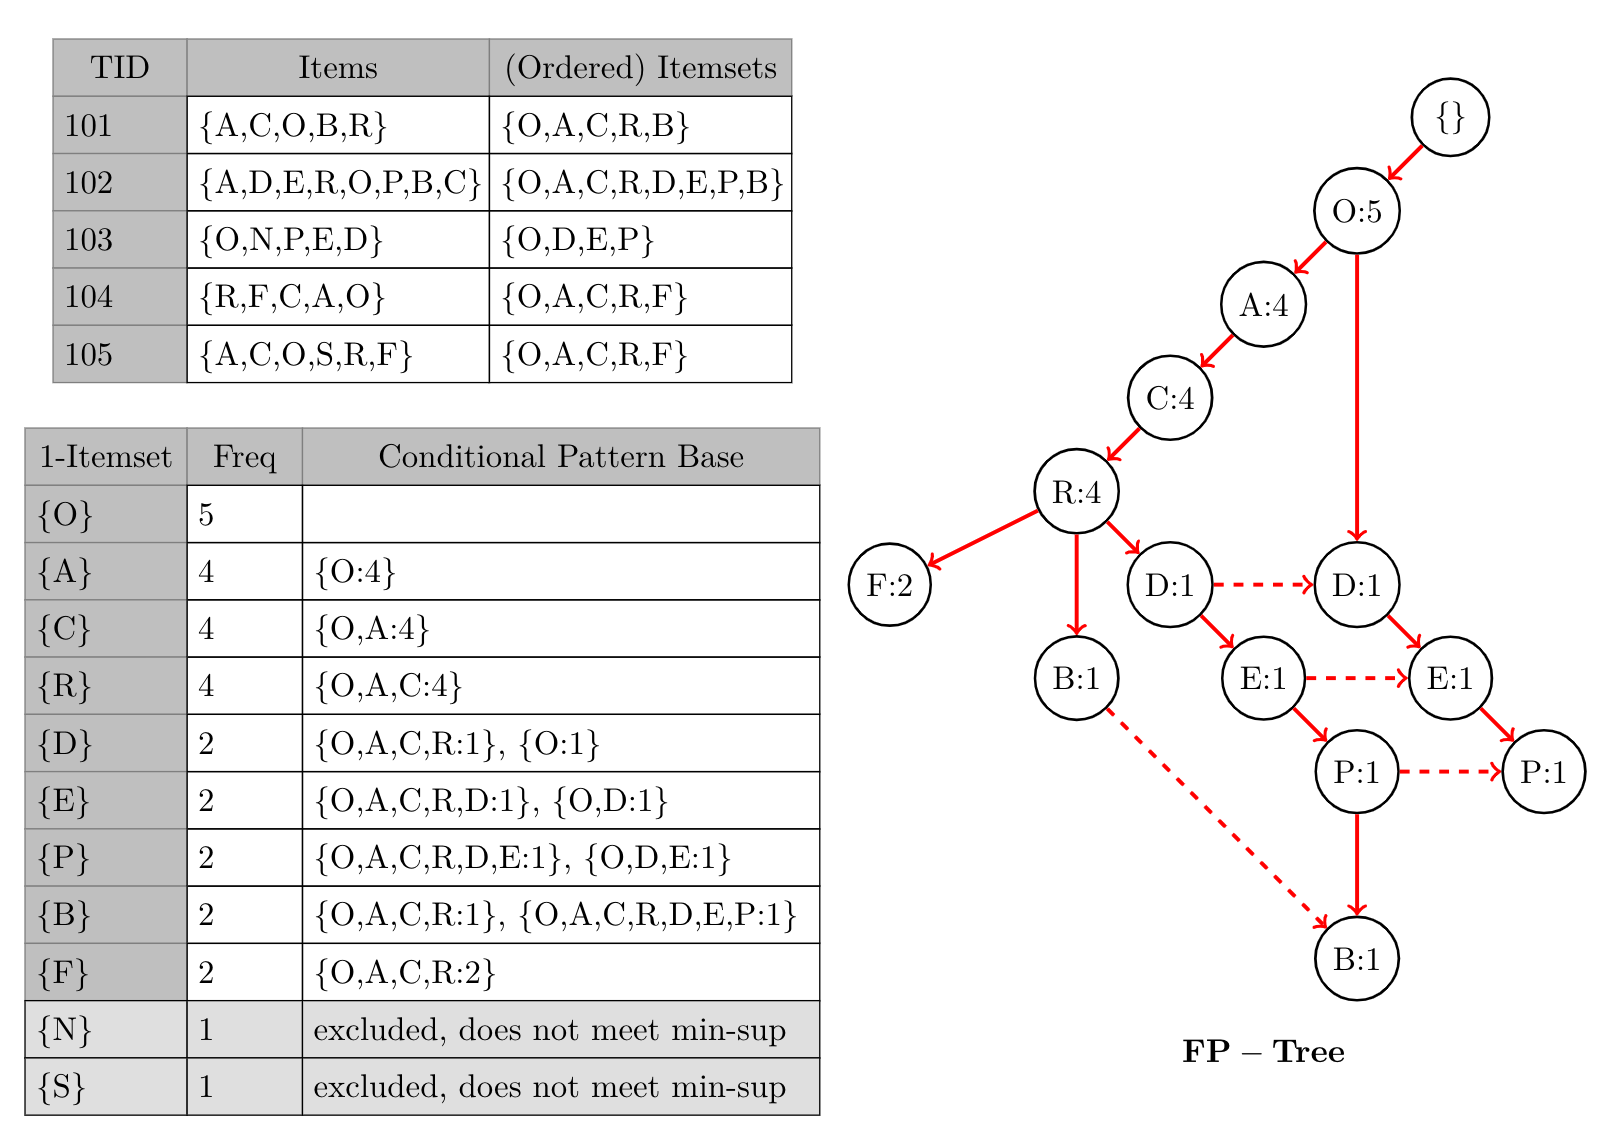 TID Items (Ordered) Itemsets
101 {A,C,O,B,R} {O,A,C,R,B}
102 {A,D,E,R,O,P,B,C} {O,A,C,R,D,E,P,B}
103 {O,N,P,E,D} {O,D,E,P}
104 {R,F,C,A,O} {O,A,C,R,F}
105 {A,C,O,S,R,F} {O,A,C,R,F}
1-Itemset Freq Conditional Pattern Base
{O} 5
{A} 4 {O:4}
{C} 4 {O,A:4}
{R} 4 {O,A,C:4}
{D} 2 {O,A,C,R:1}, {O:1}
{E} 2 {O,A,C,R,D:1}, {O,D:1}
{P} 2 {O,A,C,R,D,E:1}, {O,D,E:1}
{B} 2 {O,A,C,R:1}, {O,A,C,R,D,E,P:1}
{F} 2 {O,A,C,R:2}
{N} 1 excluded, does not meet min-sup
{S} 1 excluded, does not meet min-sup
{}
O:5
A:4
C:4
R:4
F:2 D:1 D:1
B:1 E:1 E:1
P:1 P:1
B:1
FP – Tree